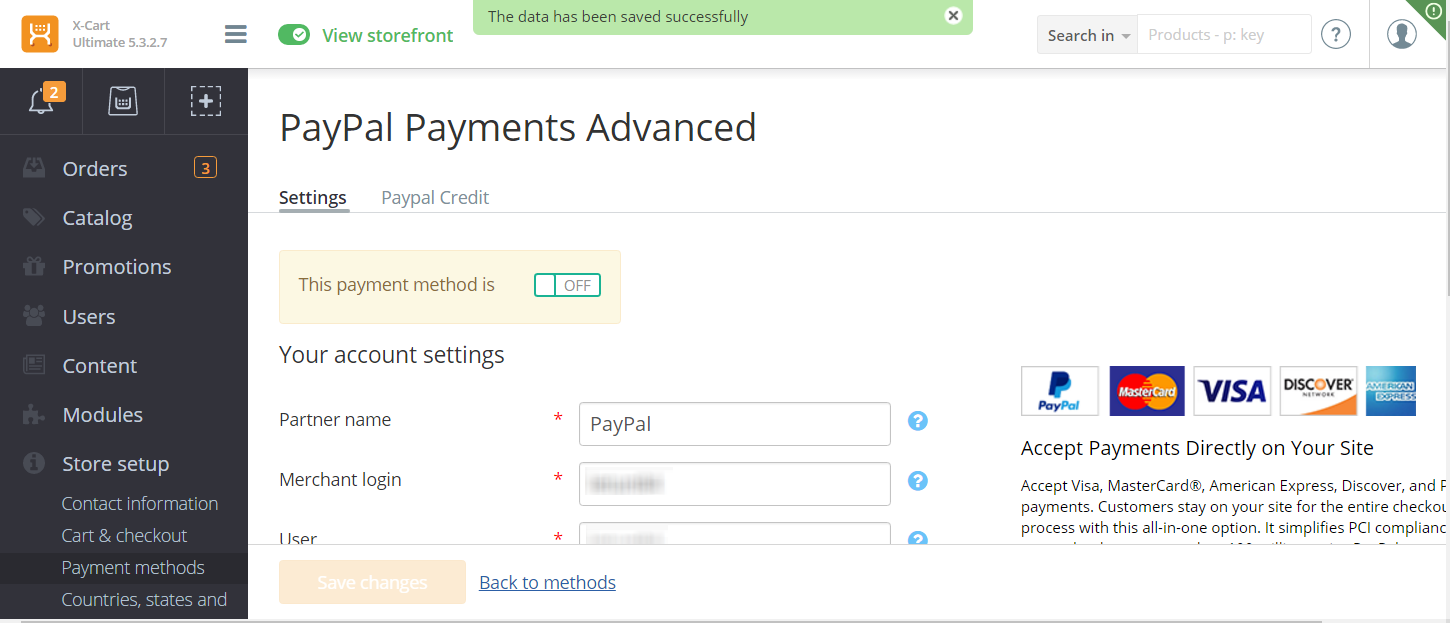 X-Cart
Ultimate 5.3.2.7
View storefront
The data has been saved successfully
Search in
Products - p: key
?
2
Orders
3
Catalog
Promotions
Users
Content
Modules
Store setup
Contact information
Cart & checkout
Payment methods
Countries, states and
PayPal Payments Advanced
Settings
Paypal Credit
This payment method is
OFF
Your account settings
Partner name
*
PayPal
?
Merchant login
*
?
User
*
?
Save changes
Back to methods
PayPal
MasterCard
VISA
DISCOVER
NETWORK
AMERICAN
EXPRESS
Accept Payments Directly on Your Site
Accept Visa, MasterCard®, American Express, Discover, and P
payments. Customers stay on your site for the entire checkou
process with this all-in-one option. It simplifies PCI complianc